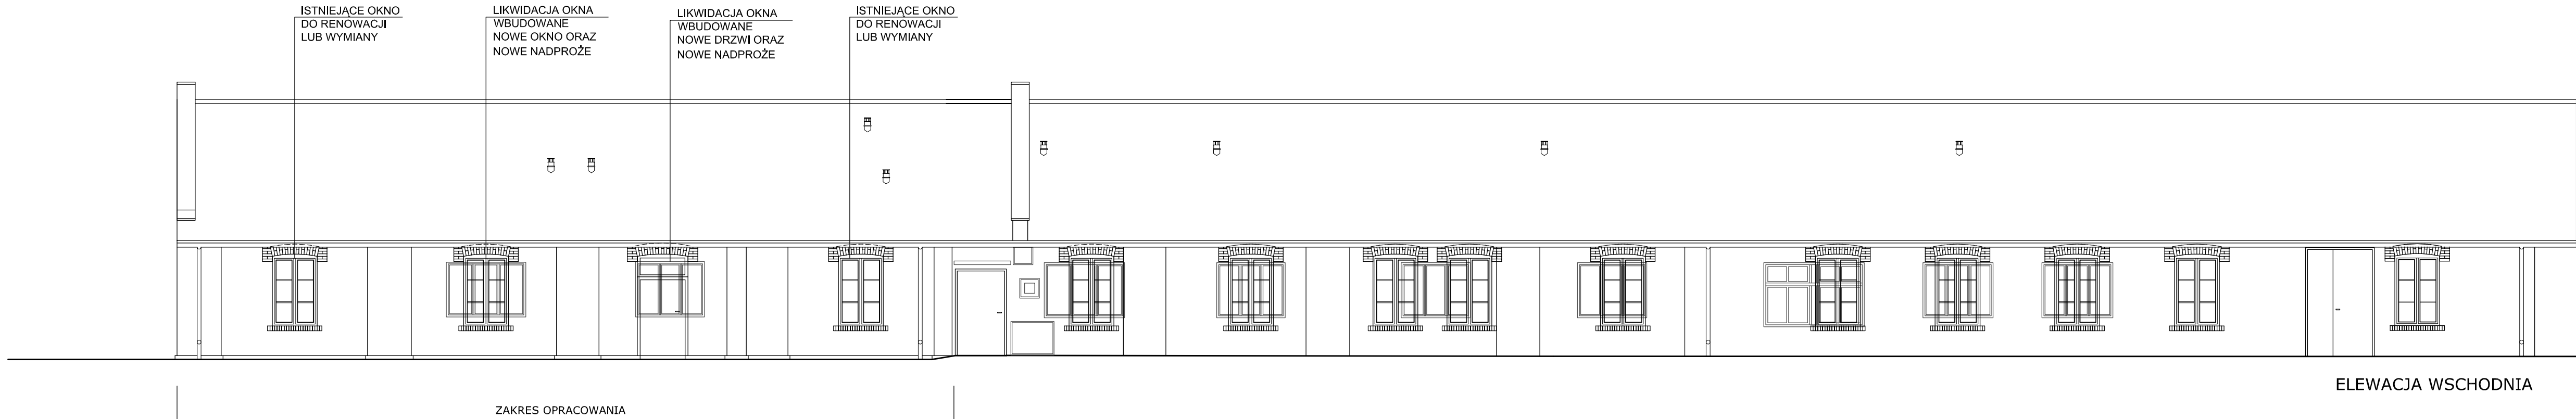 ISTNIEJĄCE OKNO
DO RENOWACJI
LUB WYMIANY
LIKWIDACJA OKNA
WBUDOWANE
NOWE OKNO ORAZ
NOWE NADPROŻE
LIKWIDACJA OKNA
WBUDOWANE
NOWE DRZWI ORAZ
NOWE NADPROŻE
ISTNIEJĄCE OKNO
DO RENOWACJI
LUB WYMIANY
ELEWACJA WSCHODNIA
ZAKRES OPRACOWANIA